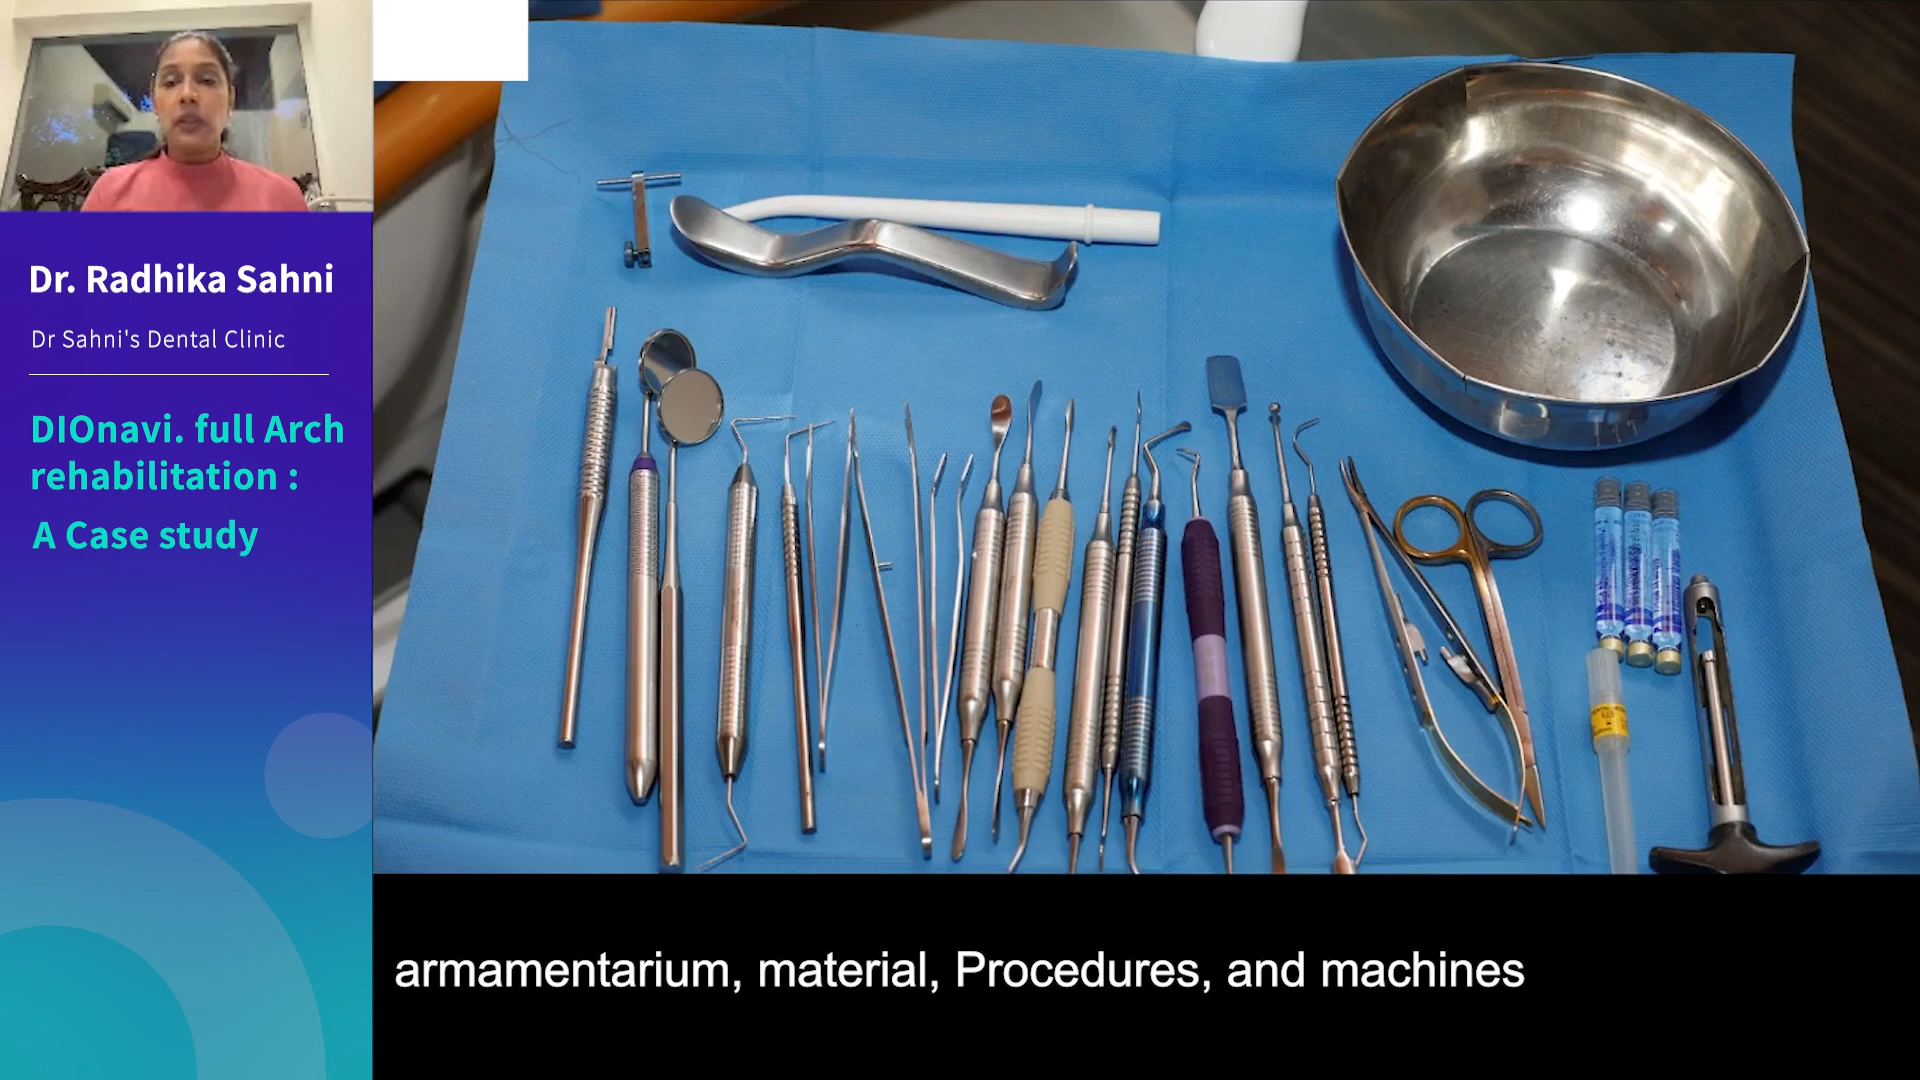 Dr. Radhika Sahni
Dr Sahni's Dental Clinic
DIOnavi. full Arch
rehabilitation :
A Case study
armamentarium, material, Procedures, and machines